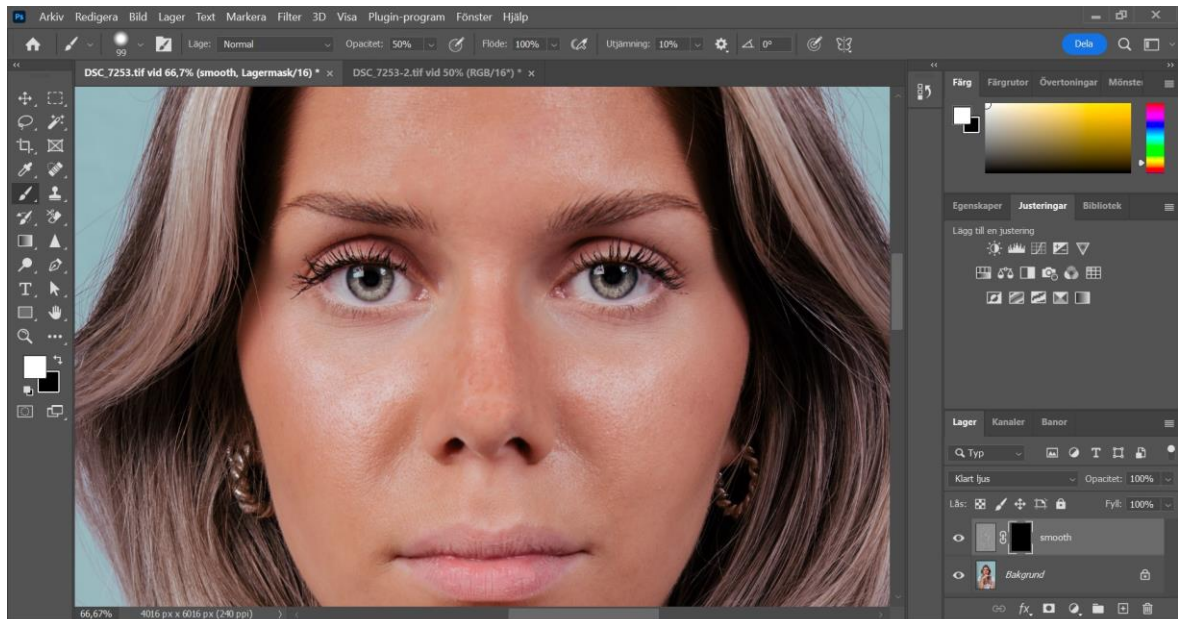 Ps Arkiv Redigera Bild Lager Text Markera Filter 3D Visa Plugin-program Fönster Hjälp
99 Läge: Normal Opacitet: 50% Flöde: 100% Utjämning: 10% 0° Dela
DSC_7253.tif vid 66,7% (smooth, Lagermask/16) * × DSC_7253-2.tif vid 50% (RGB/16*) * ×
Färg Färgrutor Övertoningar Mönster
Egenskaper Justeringar Bibliotek
Lägg till en justering
Lager Kanaler Banor
Typ
Klart ljus Opacitet: 100%
Lås: Fyll: 100%
smooth
Bakgrund
fx
66,67% 4016 px x 6016 px (240 ppi)